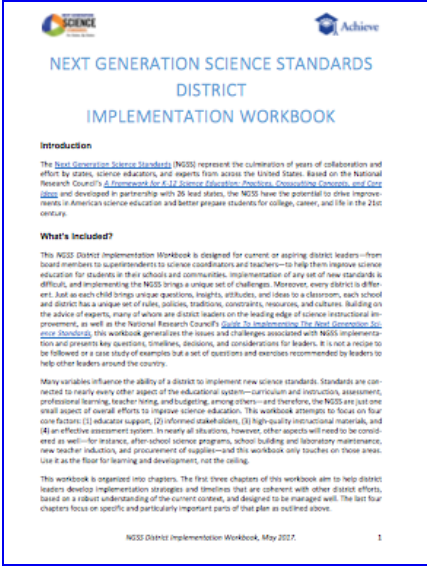 NEXT GENERATION
SCIENCE
Achieve
NEXT GENERATION SCIENCE STANDARDS
DISTRICT
IMPLEMENTATION WORKBOOK
Introduction
The Next Generation Science Standards (NGSS) represent the culmination of years of collaboration and
effort by states, science educators, and experts from across the United States. Based on the National
Research Council's A Framework for K-12 Science Education: Practices, Crosscutting Concepts, and Core
Ideas and developed in partnership with 26 lead states, the NGSS have the potential to drive improve-
ments in American science education and better prepare students for college, career, and life in the 21st
century.
What's Included?
This NGSS District Implementation Workbook is designed for current or aspiring district leaders—from
board members to superintendents to science coordinators and teachers—to help them improve science
education for students in their schools and communities. Implementation of any set of new standards is
difficult, and implementing the NGSS brings a unique set of challenges. Moreover, every district is differ-
ent. Just as each child brings unique questions, insights, attitudes, and ideas to a classroom, each school
and district has a unique set of rules, policies, traditions, constraints, resources, and cultures. Building on
the advice of experts, many of whom are district leaders on the leading edge of science instructional im-
provement, as well as the National Research Council's Guide To Implementing The Next Generation Sci-
ence Standards, this workbook generalizes the issues and challenges associated with NGSS implementa-
tion and presents key questions, timelines, decisions, and considerations for leaders. It is not a recipe to
be followed or a case study of examples but a set of questions and exercises recommended by leaders to
help other leaders around the country.
Many variables influence the ability of a district to implement new science standards. Standards are con-
nected to nearly every other aspect of the educational system—curriculum and instruction, assessment,
professional learning, teacher hiring, and budgeting, among others—and therefore, the NGSS are just one
small aspect of overall efforts to improve science education. This workbook attempts to focus on four
core factors: (1) educator support, (2) informed stakeholders, (3) high-quality instructional materials, and
(4) an effective assessment system. In nearly all situations, however, other aspects will need to be consid-
ered as well—for instance, after-school science programs, school building and laboratory maintenance,
new teacher induction, and procurement of supplies—and this workbook only touches on those areas.
Use it as the floor for learning and development, not the ceiling.
This workbook is organized into chapters. The first three chapters of this workbook aim to help district
leaders develop implementation strategies and timelines that are coherent with other district efforts,
based on a robust understanding of the current context, and designed to be managed well. The last four
chapters focus on specific and particularly important parts of that plan as outlined above.
NGSS District Implementation Workbook, May 2017. 1